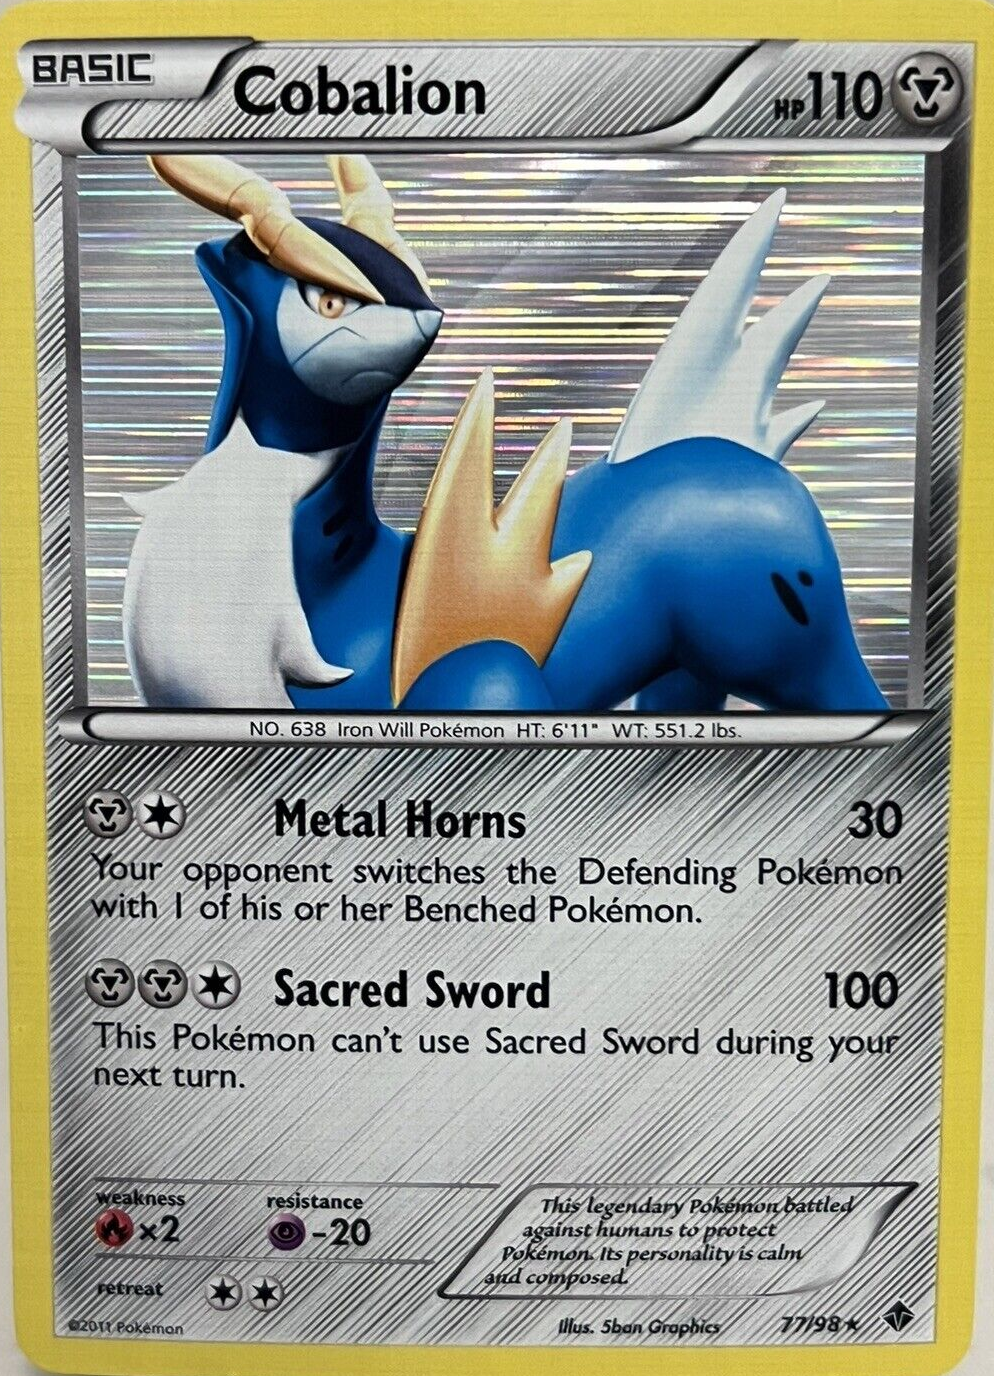 BASIC Cobalion HP110
NO. 638 Iron Will Pokémon HT: 6'11" WT: 551.2 lbs.
Metal Horns 30
Your opponent switches the Defending Pokémon
with 1 of his or her Benched Pokémon.
Sacred Sword 100
This Pokémon can't use Sacred Sword during your
next turn.
weakness resistance
×2 -20
retreat
This legendary Pokémon battled
against humans to protect
Pokémon. Its personality is calm
and composed.
©2011 Pokémon Illus. 5ban Graphics 77/98★